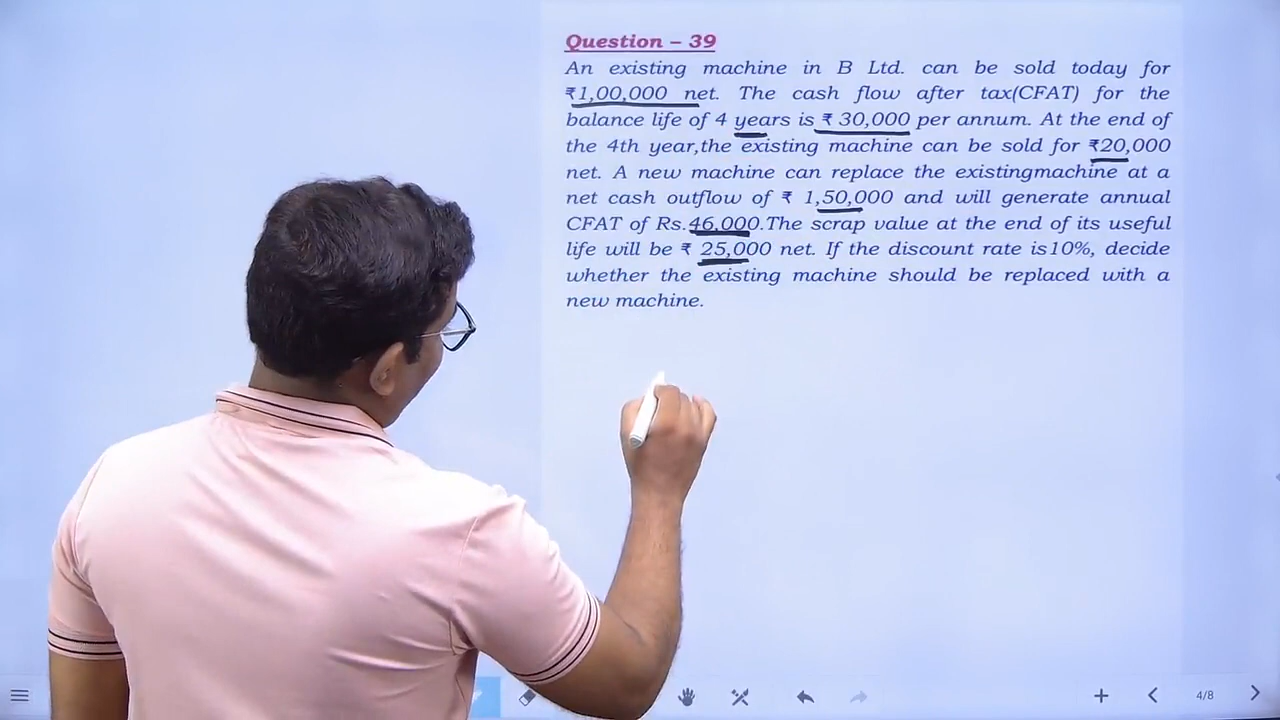 Question – 39
An existing machine in B Ltd. can be sold today for
₹1,00,000 net. The cash flow after tax(CFAT) for the
balance life of 4 years is ₹ 30,000 per annum. At the end of
the 4th year,the existing machine can be sold for ₹20,000
net. A new machine can replace the existingmachine at a
net cash outflow of ₹ 1,50,000 and will generate annual
CFAT of Rs.46,000.The scrap value at the end of its useful
life will be ₹ 25,000 net. If the discount rate is10%, decide
whether the existing machine should be replaced with a
new machine.
4/8